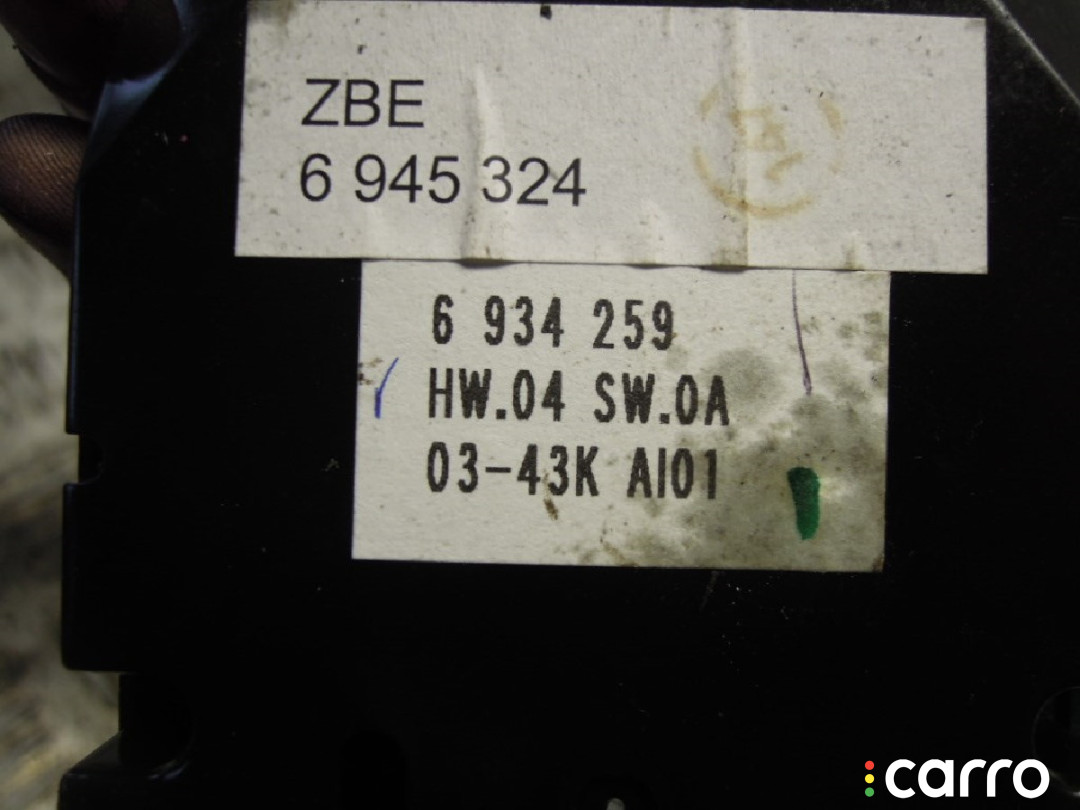 ZBE
6 945 324
6 934 259
HW.04 SW.0A
03-43K AI01
carro